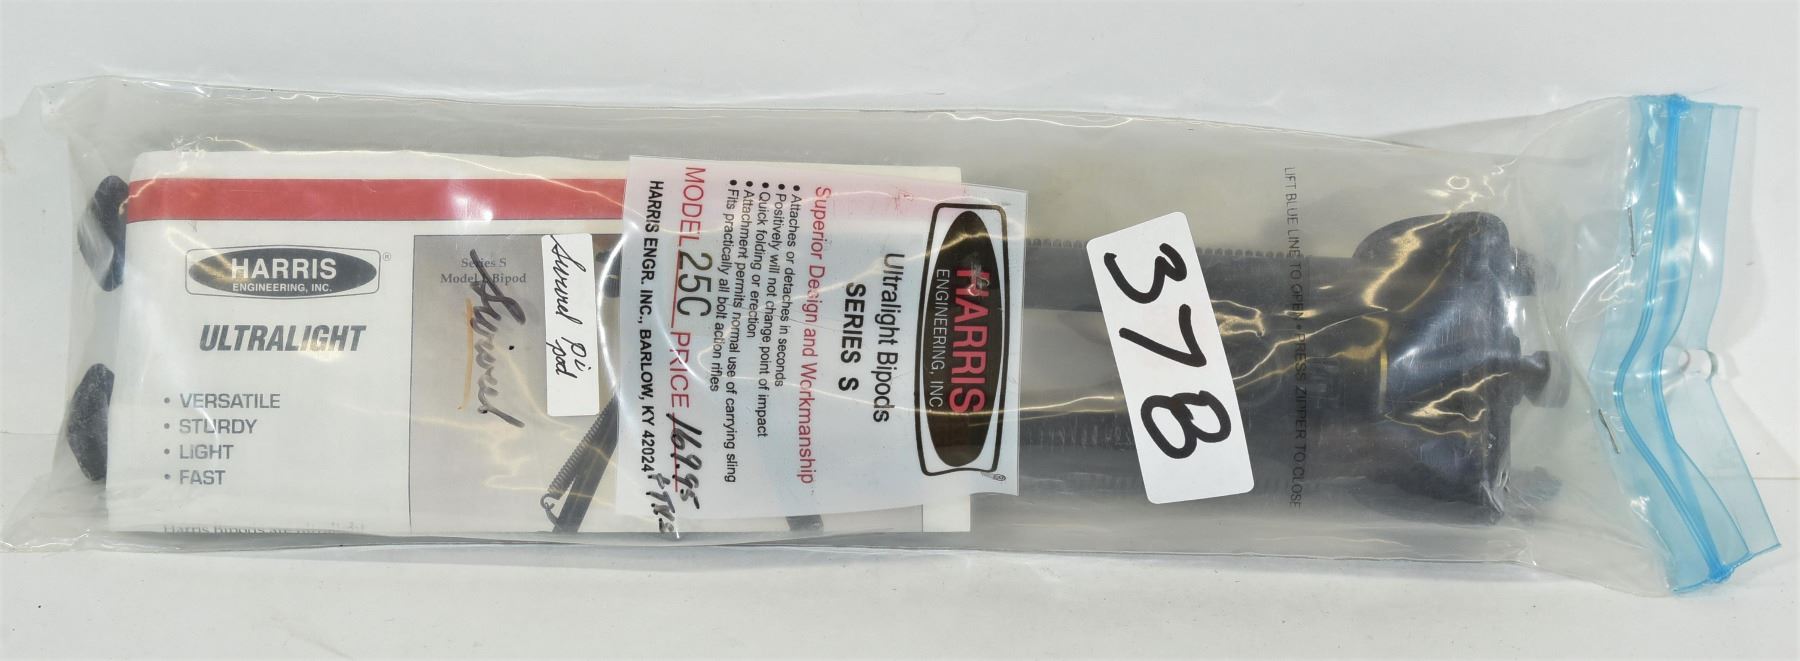 HARRIS
ENGINEERING, INC.
®
ULTRALIGHT
• VERSATILE
• STURDY
• LIGHT
• FAST
Series S
Model L Bipod
Swivel
Swivel Bi
pod
HARRIS
ENGINEERING, INC
Ultralight Bipods
SERIES S
Superior Design and Workmanship
• Attaches or detaches in seconds
• Positively will not change point of impact
• Quick folding or erection
• Attachment permits normal use of carrying sling
• Fits practically all bolt action rifles
MODEL 25C PRICE 169.95
HARRIS ENGR. INC., BARLOW, KY 42024
378
LIFT BLUE LINE TO OPEN • PRESS ZIPPER TO CLOSE